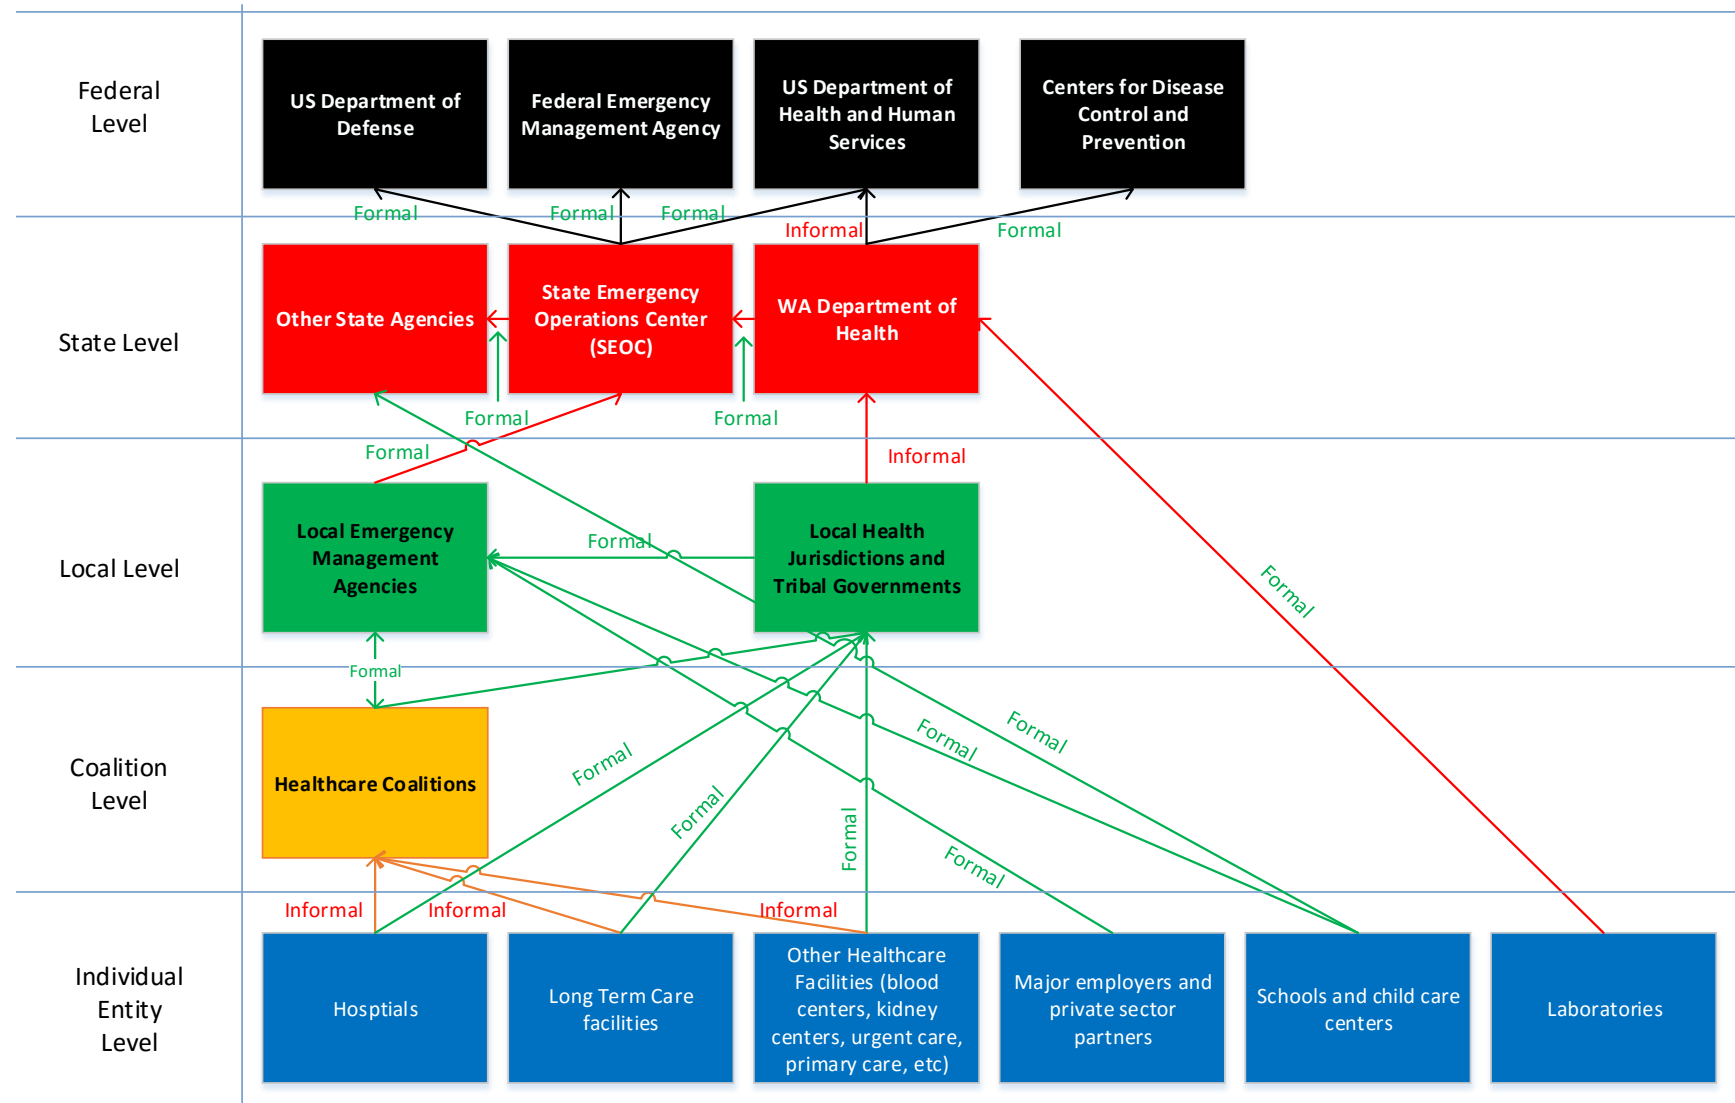 Federal
Level
US Department of
Defense
Federal Emergency
Management Agency
US Department of
Health and Human
Services
Centers for Disease
Control and
Prevention
Formal
Formal
Formal
Informal
Formal
State Level
Other State Agencies
State Emergency
Operations Center
(SEOC)
WA Department of
Health
Formal
Formal
Formal
Informal
Local Level
Local Emergency
Management
Agencies
Formal
Local Health
Jurisdictions and
Tribal Governments
Formal
Formal
Coalition
Level
Healthcare Coalitions
Formal
Formal
Formal
Formal
Formal
Formal
Informal
Informal
Informal
Individual
Entity
Level
Hosptials
Long Term Care
facilities
Other Healthcare
Facilities (blood
centers, kidney
centers, urgent care,
primary care, etc)
Major employers and
private sector
partners
Schools and child care
centers
Laboratories